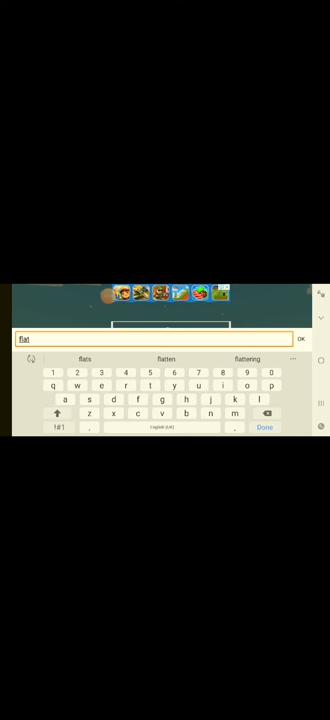 flat
OK
flats flatten flattering ...
1 2 3 4 5 6 7 8 9 0
q w e r t y u i o p
a s d f g h j k l
z x c v b n m
!#1 , English (UK) . Done